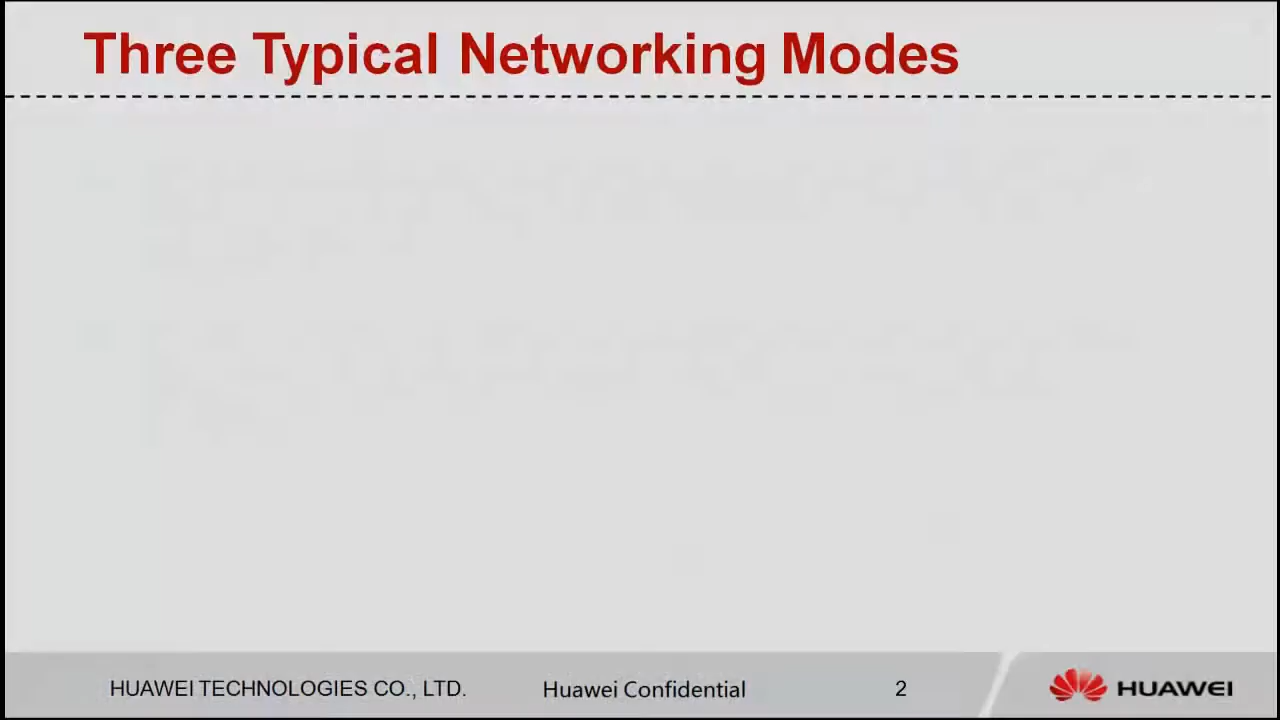 Three Typical Networking Modes
HUAWEI TECHNOLOGIES CO., LTD.
Huawei Confidential
2
HUAWEI